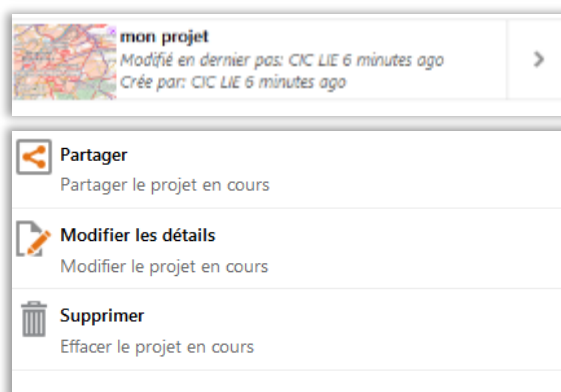 mon projet
Modifié en dernier pas: CIC LIE 6 minutes ago
Crée par: CIC LIE 6 minutes ago
Partager
Partager le projet en cours
Modifier les détails
Modifier le projet en cours
Supprimer
Effacer le projet en cours